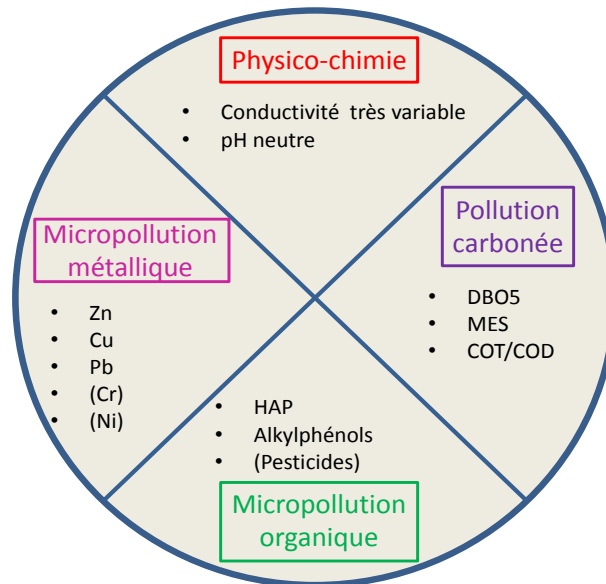 Physico-chimie
• Conductivité très variable
• pH neutre
Pollution
carbonée
• DBO5
• MES
• COT/COD
Micropollution
métallique
• Zn
• Cu
• Pb
• (Cr)
• (Ni)
• HAP
• Alkylphénols
• (Pesticides)
Micropollution
organique